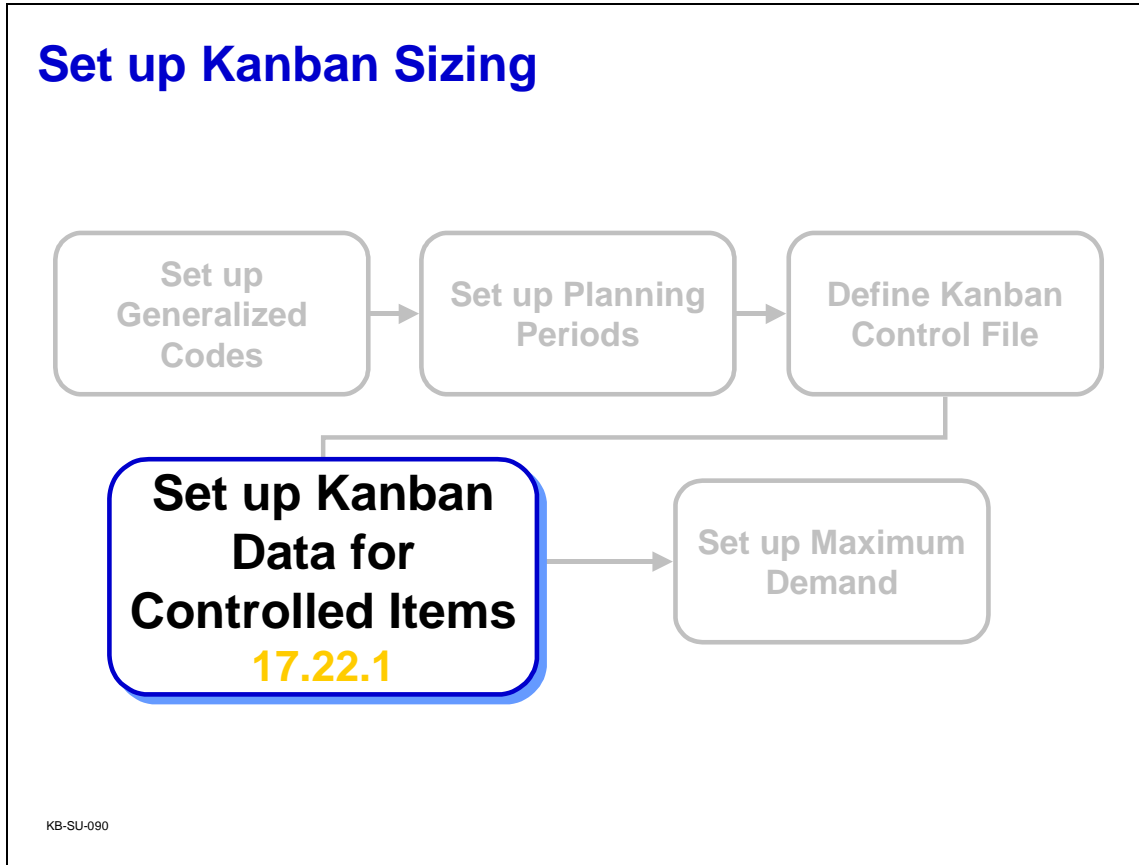 Set up Kanban Sizing
Set up
Generalized
Codes
Set up Planning
Periods
Define Kanban
Control File
Set up Kanban
Data for
Controlled Items
17.22.1
Set up Maximum
Demand
KB-SU-090